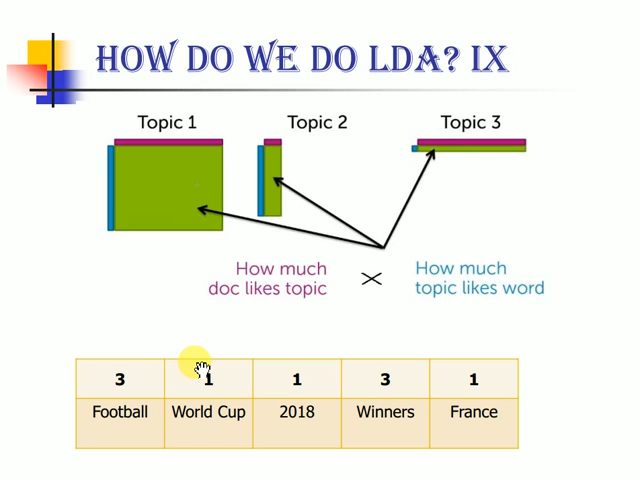 HOW DO WE DO LDA? IX
Topic 1 Topic 2 Topic 3
How much How much
doc likes topic × topic likes word
3 1 1 3 1
Football World Cup 2018 Winners France